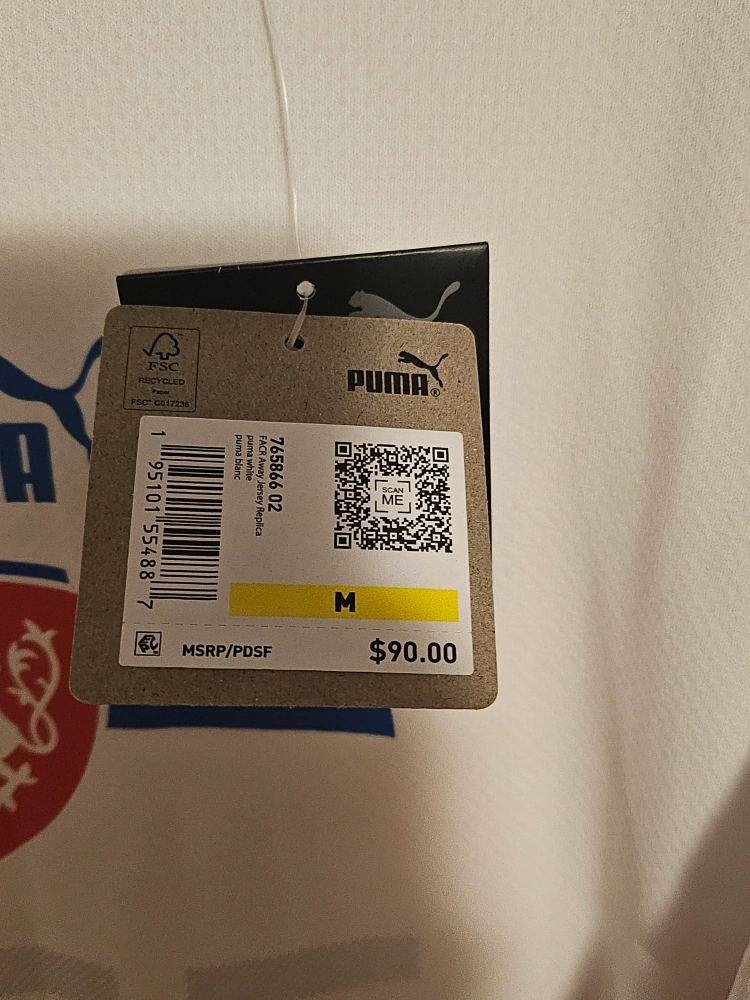 FSC
RECYCLED
Paper
FSC® C017236
PUMA®
765866 02
FACR Away Jersey Replica
puma white
puma blanc
1 95101 55488 7
SCAN
ME
M
MSRP/PDSF
$90.00
A